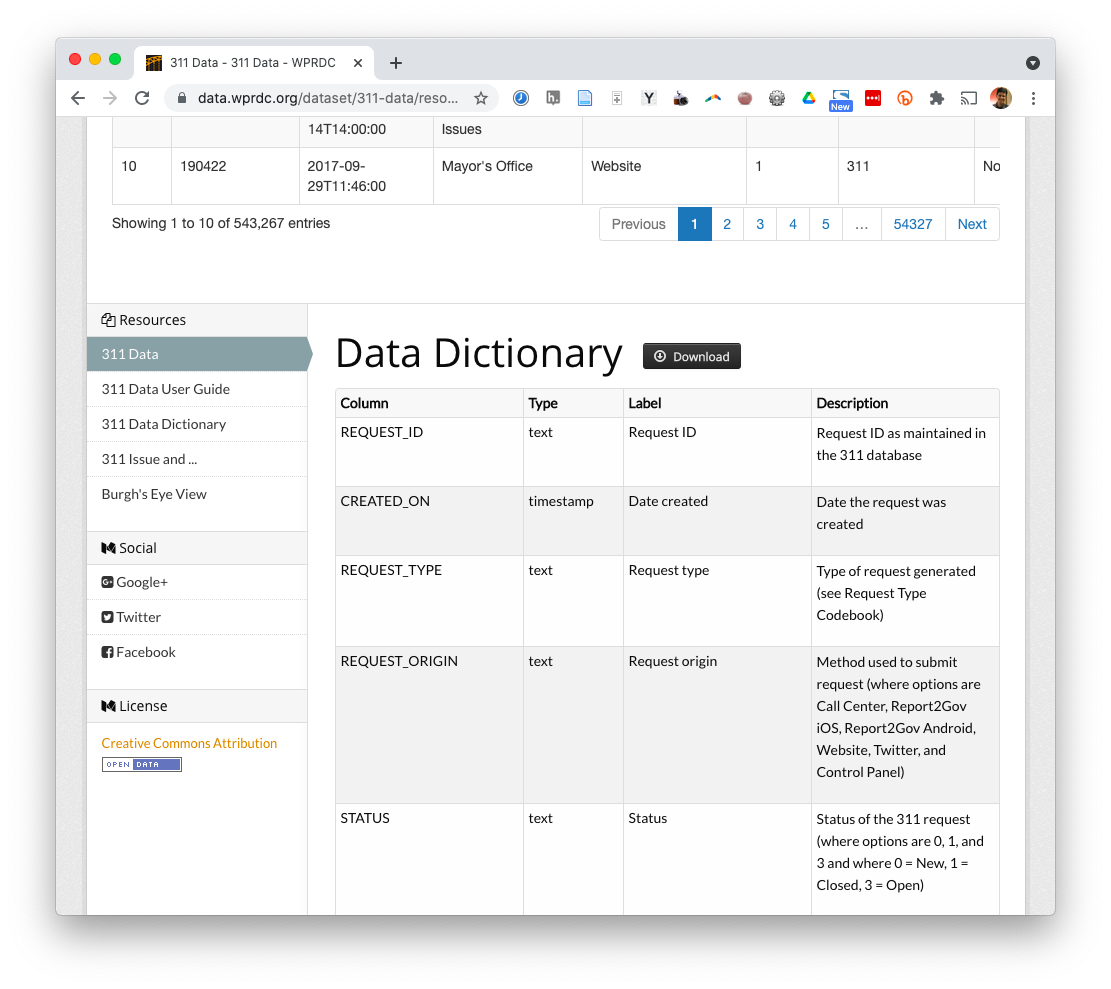 311 Data - 311 Data - WPRDC
data.wprdc.org/dataset/311-data/reso...
New
14T14:00:00
Issues
10
190422
2017-09-
29T11:46:00
Mayor's Office
Website
1
311
No
Showing 1 to 10 of 543,267 entries
Previous 1 2 3 4 5 … 54327 Next
Resources
311 Data
311 Data User Guide
311 Data Dictionary
311 Issue and ...
Burgh's Eye View
Social
Google+
Twitter
Facebook
License
Creative Commons Attribution
OPEN DATA
Data Dictionary
Download
Column Type Label Description
REQUEST_ID text Request ID Request ID as maintained in
the 311 database
CREATED_ON timestamp Date created Date the request was
created
REQUEST_TYPE text Request type Type of request generated
(see Request Type
Codebook)
REQUEST_ORIGIN text Request origin Method used to submit
request (where options are
Call Center, Report2Gov
iOS, Report2Gov Android,
Website, Twitter, and
Control Panel)
STATUS text Status Status of the 311 request
(where options are 0, 1, and
3 and where 0 = New, 1 =
Closed, 3 = Open)